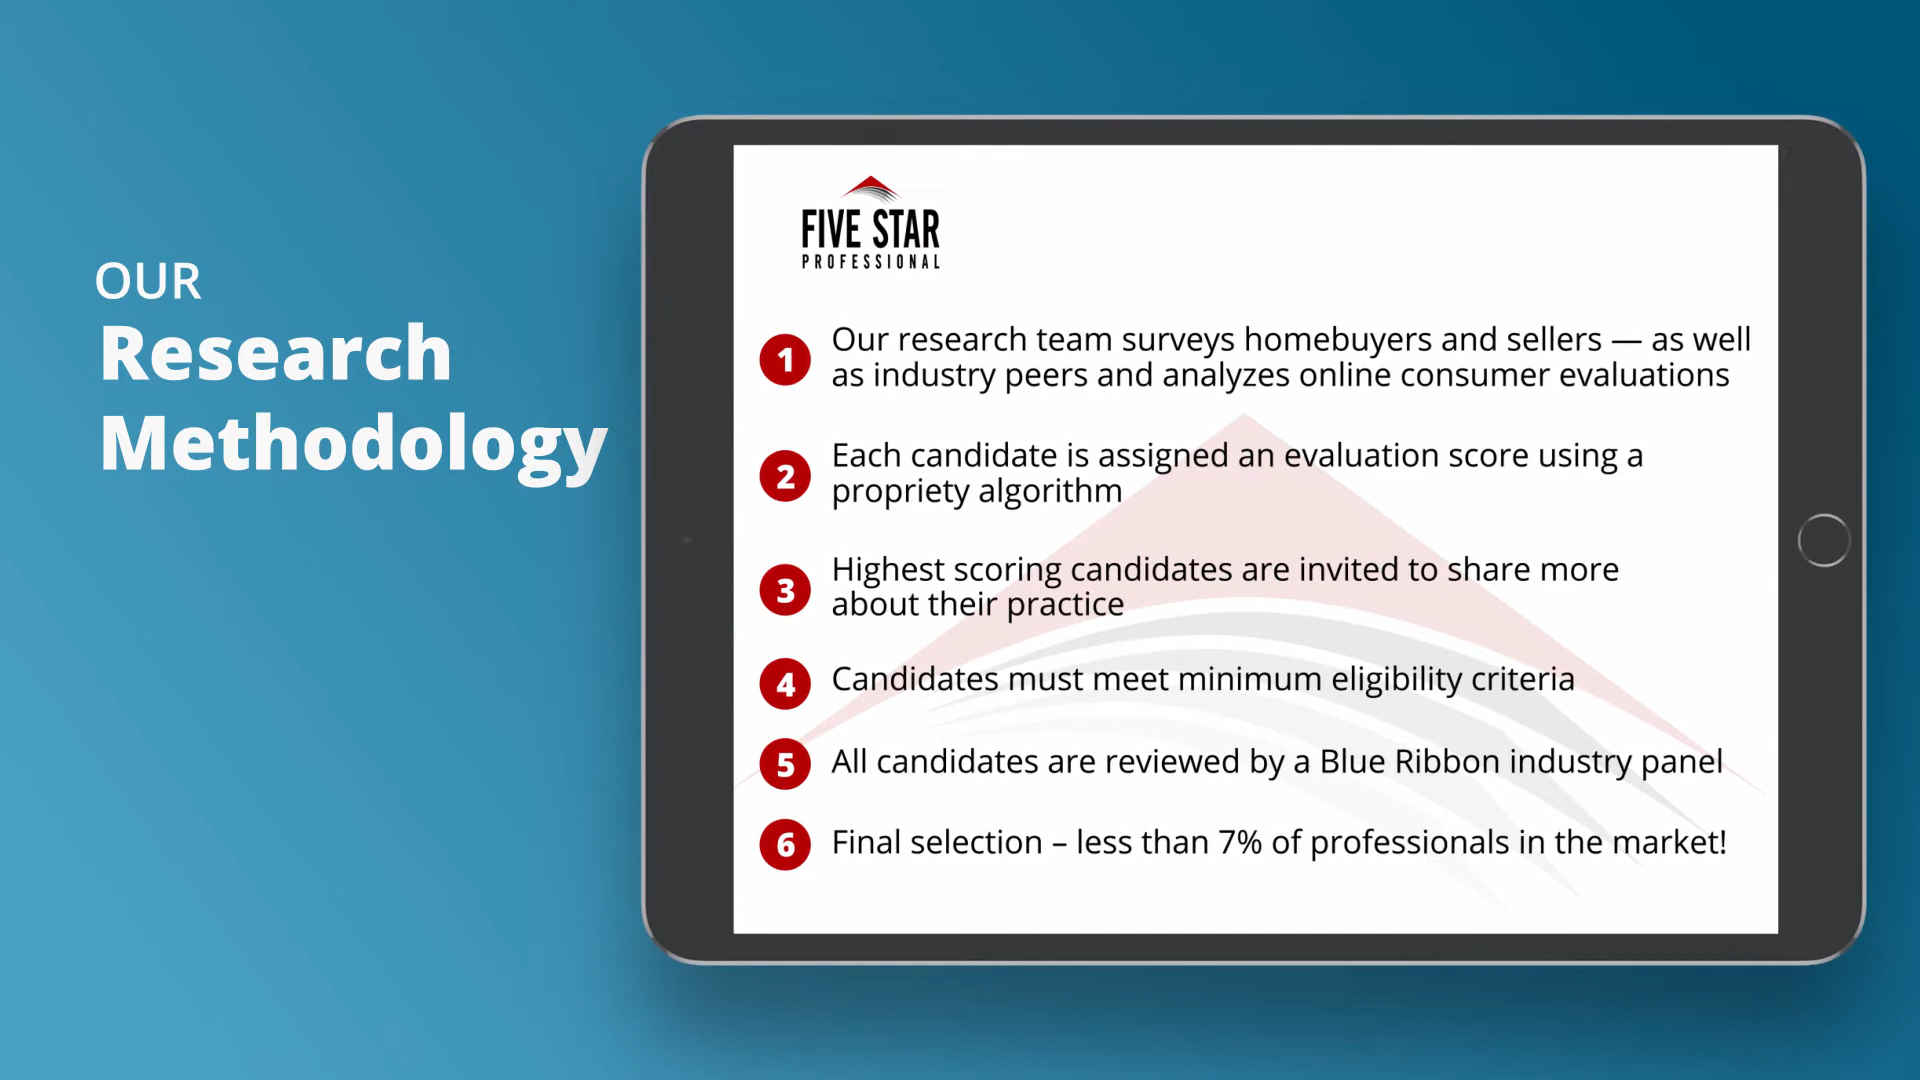 OUR
Research
Methodology
FIVE STAR
PROFESSIONAL
1 Our research team surveys homebuyers and sellers — as well
as industry peers and analyzes online consumer evaluations
2 Each candidate is assigned an evaluation score using a
propriety algorithm
3 Highest scoring candidates are invited to share more
about their practice
4 Candidates must meet minimum eligibility criteria
5 All candidates are reviewed by a Blue Ribbon industry panel
6 Final selection – less than 7% of professionals in the market!